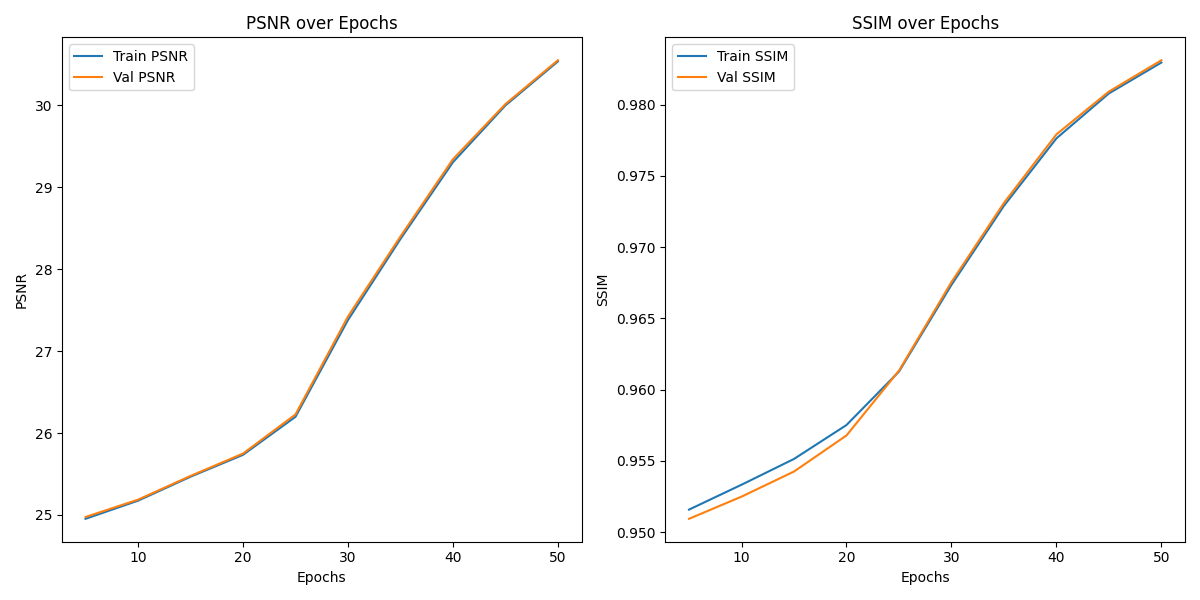 PSNR over Epochs
Train PSNR
Val PSNR
30
29
28
27
26
25
PSNR
10 20 30 40 50
Epochs
SSIM over Epochs
Train SSIM
Val SSIM
0.980
0.975
0.970
0.965
0.960
0.955
0.950
SSIM
10 20 30 40 50
Epochs